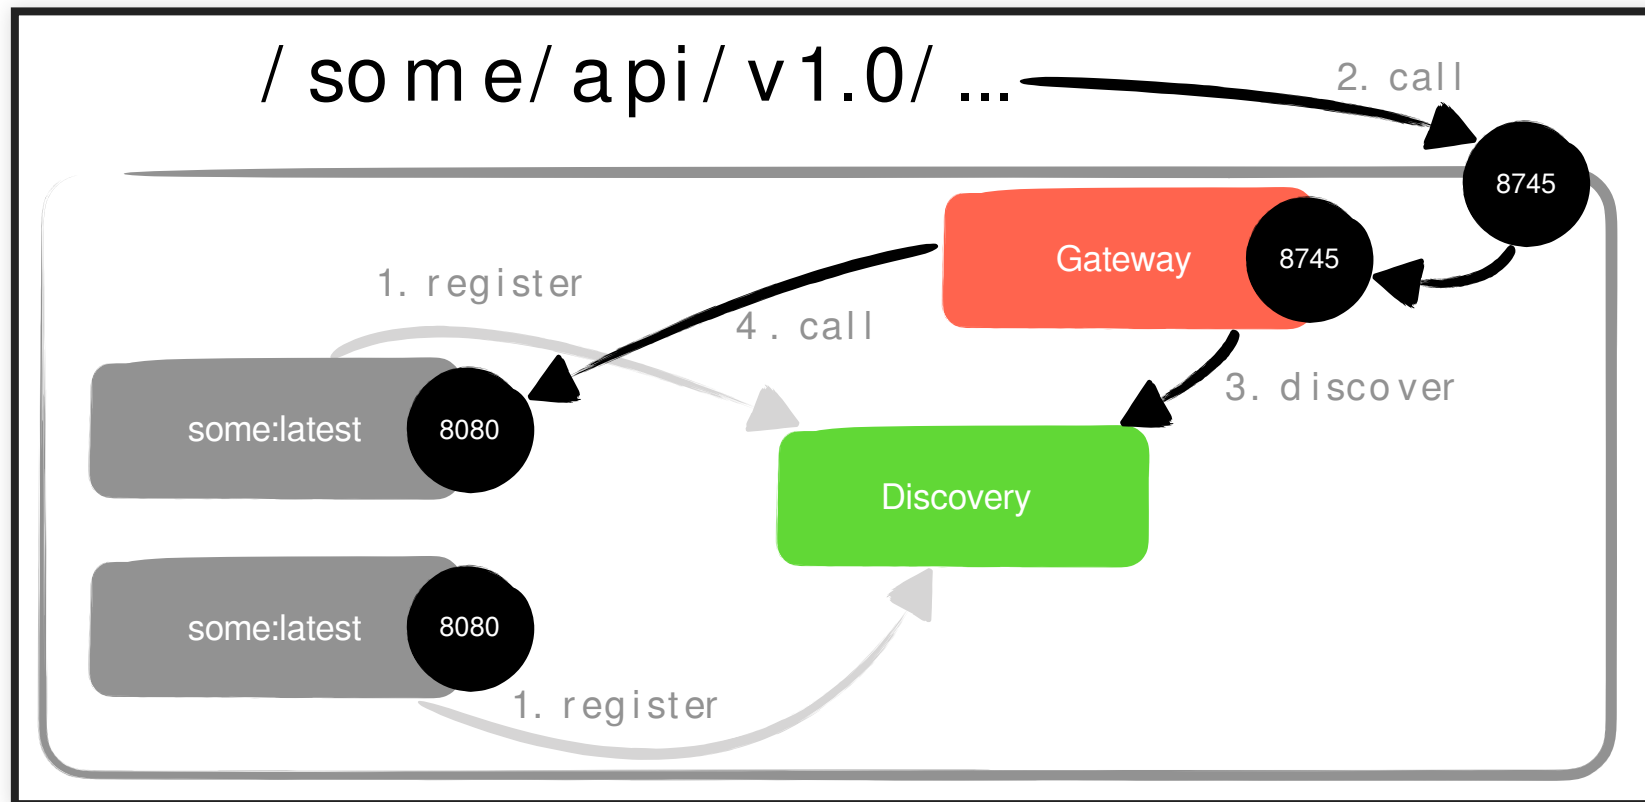 /some/api/v1.0/...
2. call
8745
Gateway
8745
1. register
4. call
3. discover
some:latest
8080
Discovery
some:latest
8080
1. register